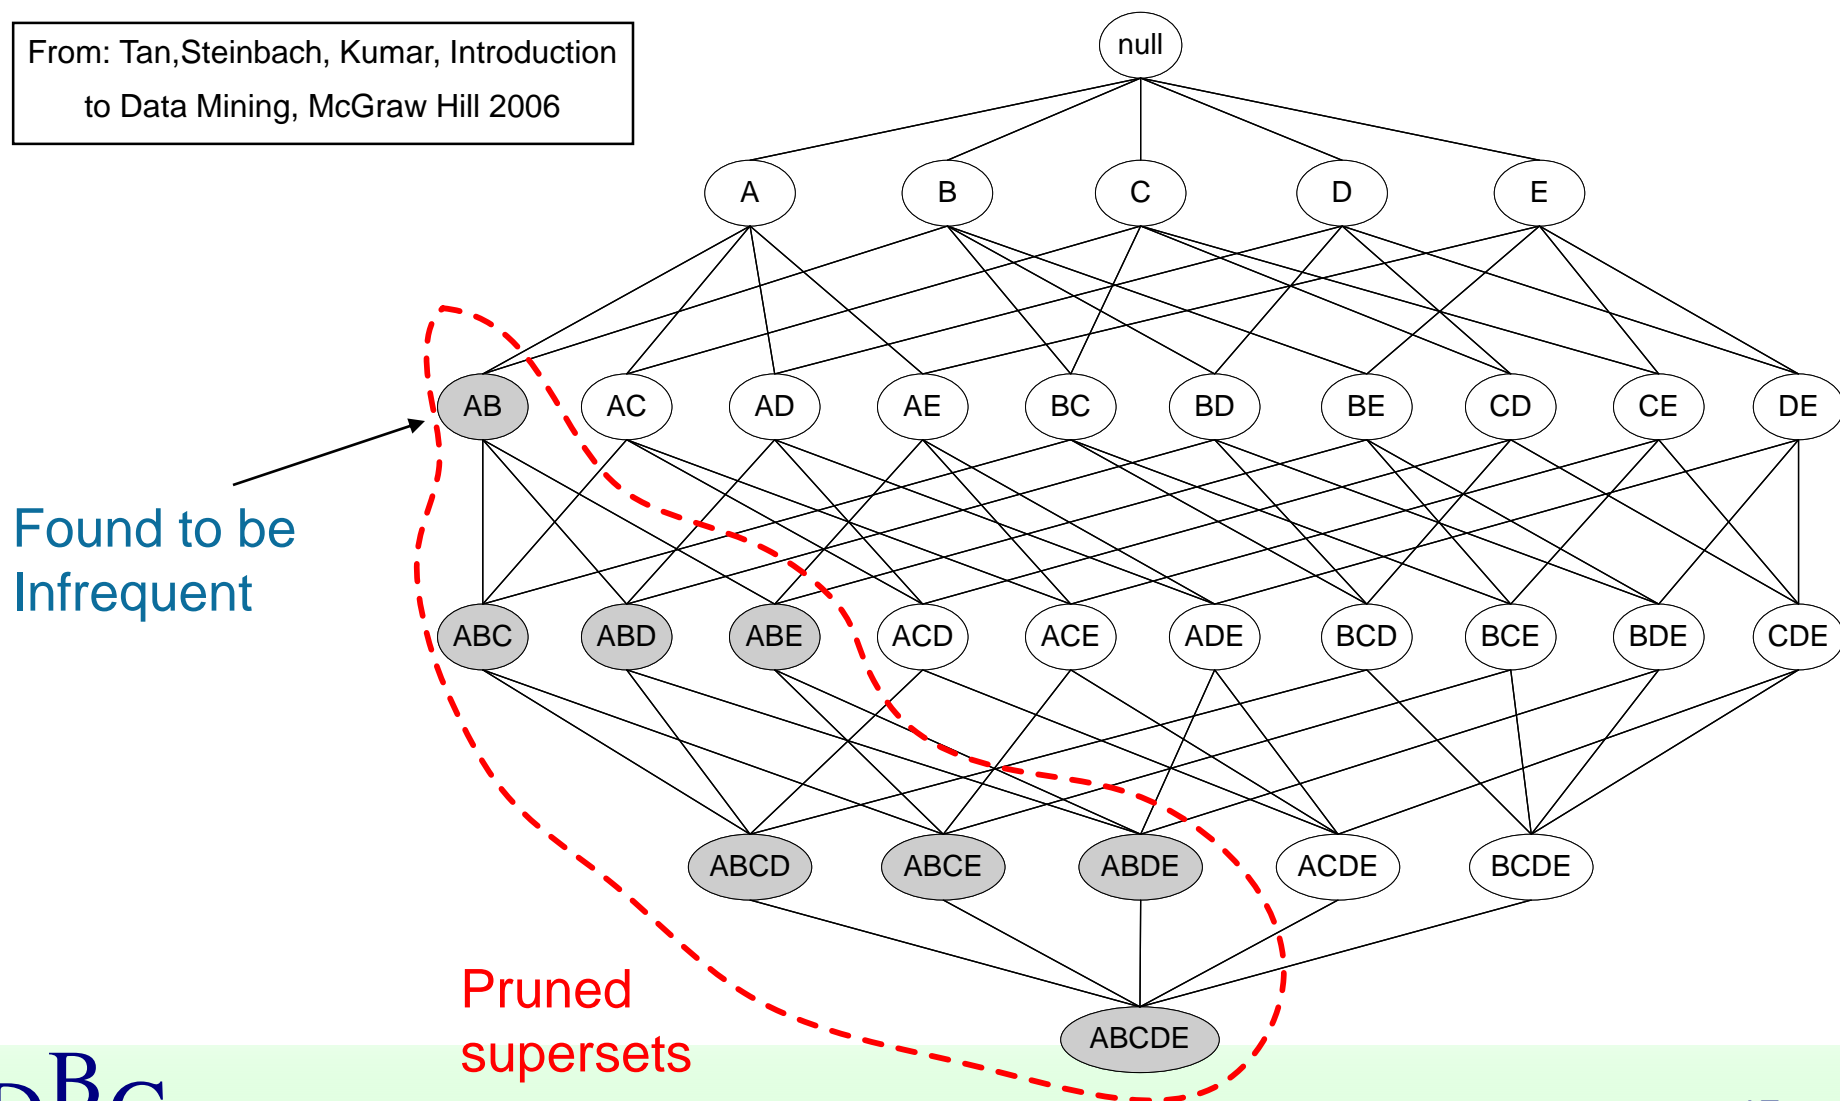 From: Tan,Steinbach, Kumar, Introduction
to Data Mining, McGraw Hill 2006
null
A B C D E
AB AC AD AE BC BD BE CD CE DE
Found to be
Infrequent
ABC ABD ABE ACD ACE ADE BCD BCE BDE CDE
ABCD ABCE ABDE ACDE BCDE
Pruned
supersets
ABCDE